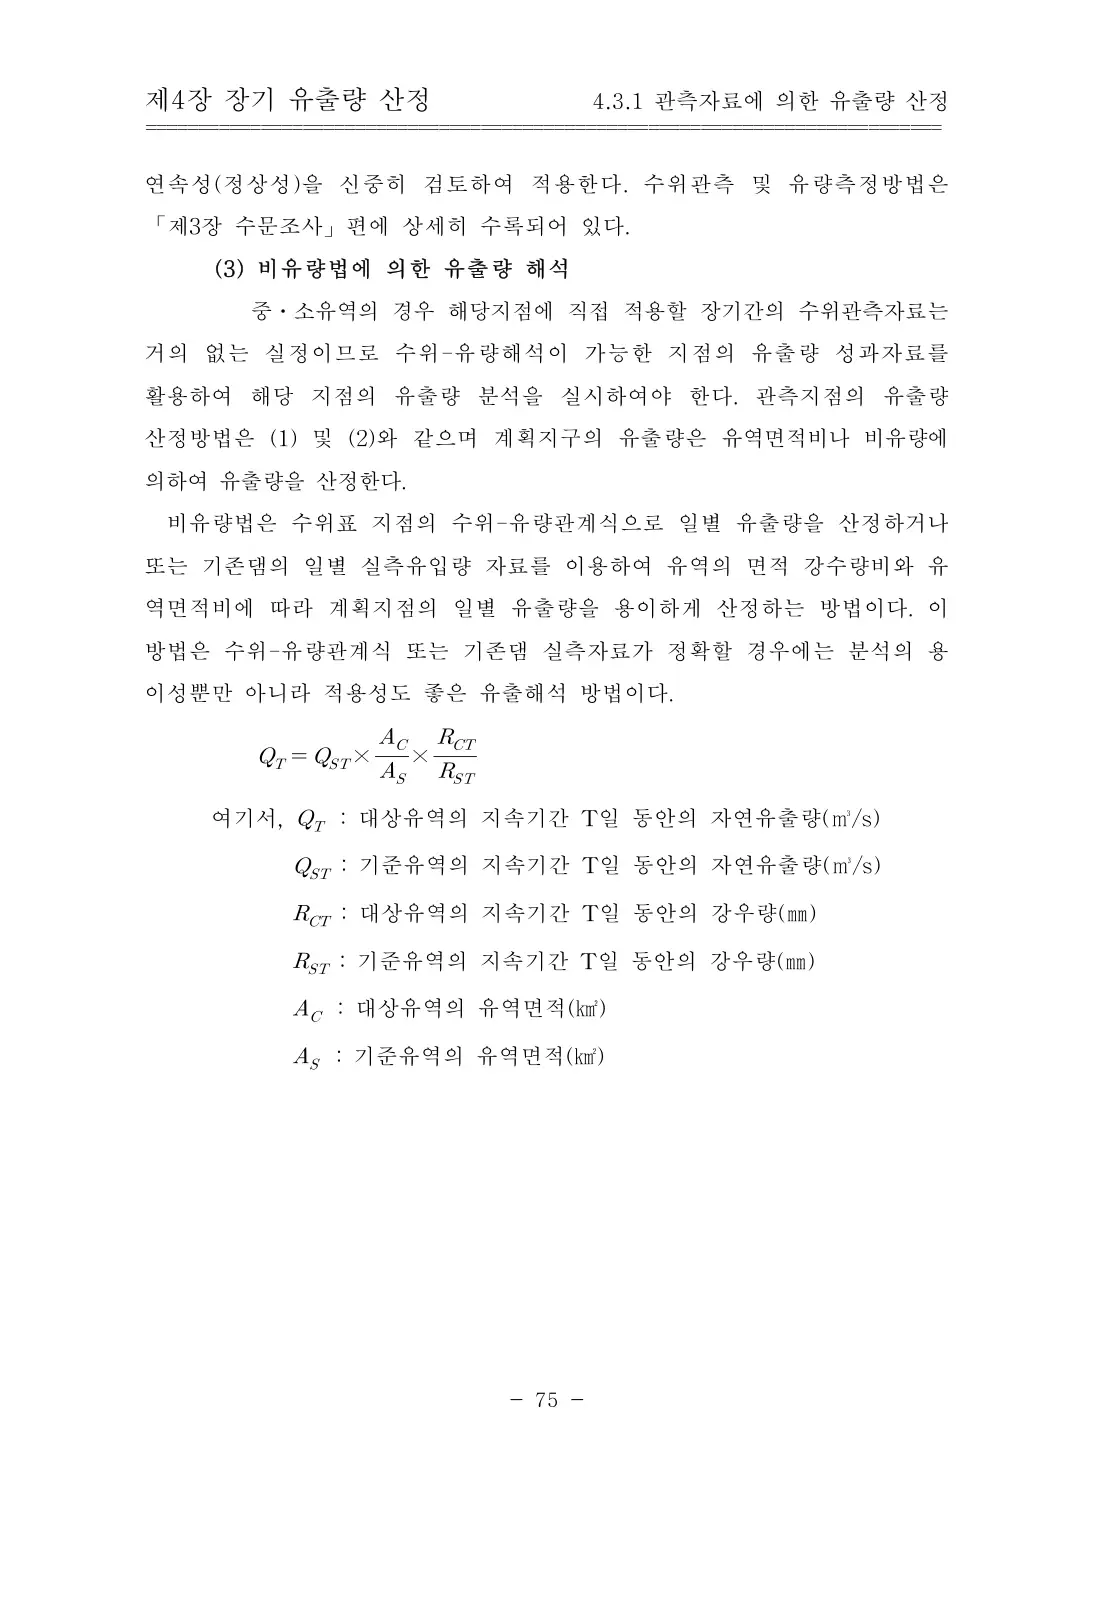 제4장 장기 유출량 산정 4.3.1 관측자료에 의한 유출량 산정
연속성(정상성)을 신중히 검토하여 적용한다. 수위관측 및 유량측정방법은
「제3장 수문조사」편에 상세히 수록되어 있다.
(3) 비유량법에 의한 유출량 해석
중·소유역의 경우 해당지점에 직접 적용할 장기간의 수위관측자료는
거의 없는 실정이므로 수위-유량해석이 가능한 지점의 유출량 성과자료를
활용하여 해당 지점의 유출량 분석을 실시하여야 한다. 관측지점의 유출량
산정방법은 (1) 및 (2)와 같으며 계획지구의 유출량은 유역면적비나 비유량에
의하여 유출량을 산정한다.
비유량법은 수위표 지점의 수위-유량관계식으로 일별 유출량을 산정하거나
또는 기존댐의 일별 실측유입량 자료를 이용하여 유역의 면적 강수량비와 유
역면적비에 따라 계획지점의 일별 유출량을 용이하게 산정하는 방법이다. 이
방법은 수위-유량관계식 또는 기존댐 실측자료가 정확할 경우에는 분석의 용
이성뿐만 아니라 적용성도 좋은 유출해석 방법이다.
Q_T = Q_ST × A_C/A_S × R_CT/R_ST
여기서, Q_T : 대상유역의 지속기간 T일 동안의 자연유출량(㎥/s)
Q_ST : 기준유역의 지속기간 T일 동안의 자연유출량(㎥/s)
R_CT : 대상유역의 지속기간 T일 동안의 강우량(㎜)
R_ST : 기준유역의 지속기간 T일 동안의 강우량(㎜)
A_C : 대상유역의 유역면적(㎢)
A_S : 기준유역의 유역면적(㎢)
- 75 -